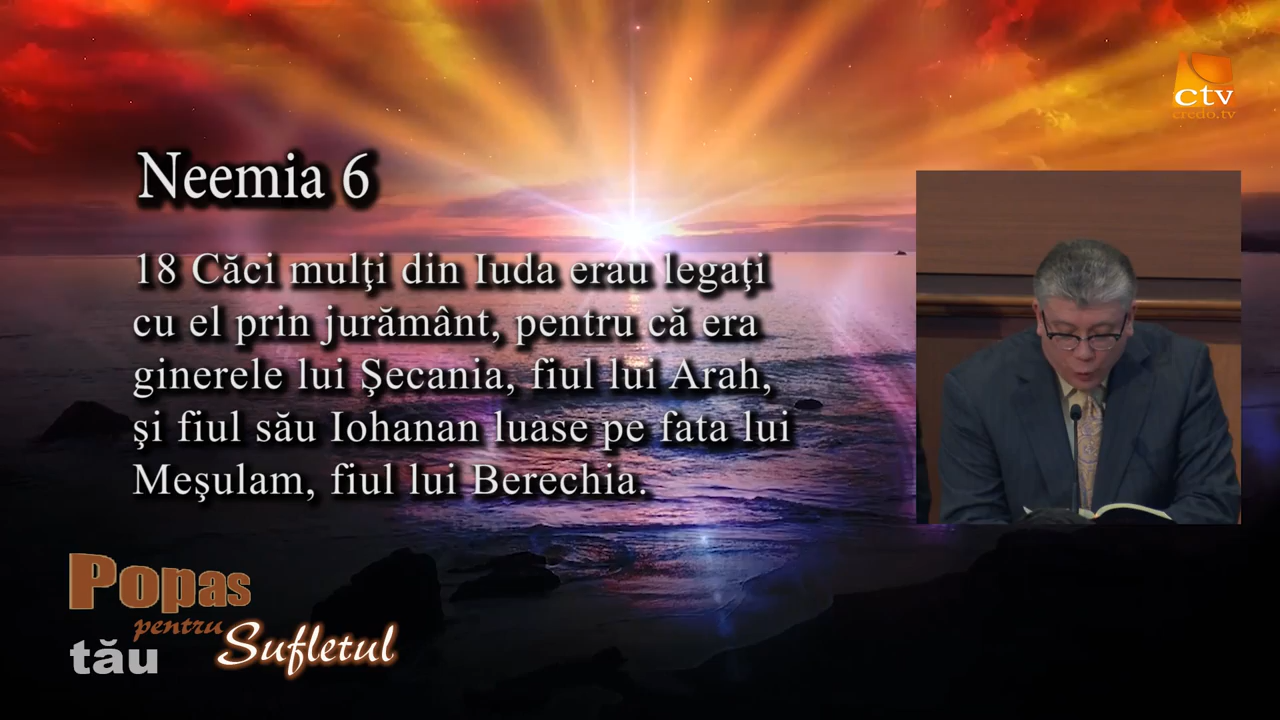 ctv
credo.tv
Neemia 6
18 Căci mulţi din Iuda erau legaţi
cu el prin jurământ, pentru că era
ginerele lui Şecania, fiul lui Arah,
şi fiul său Iohanan luase pe fata lui
Meşulam, fiul lui Berechia.
Popas
pentru
tău Sufletul